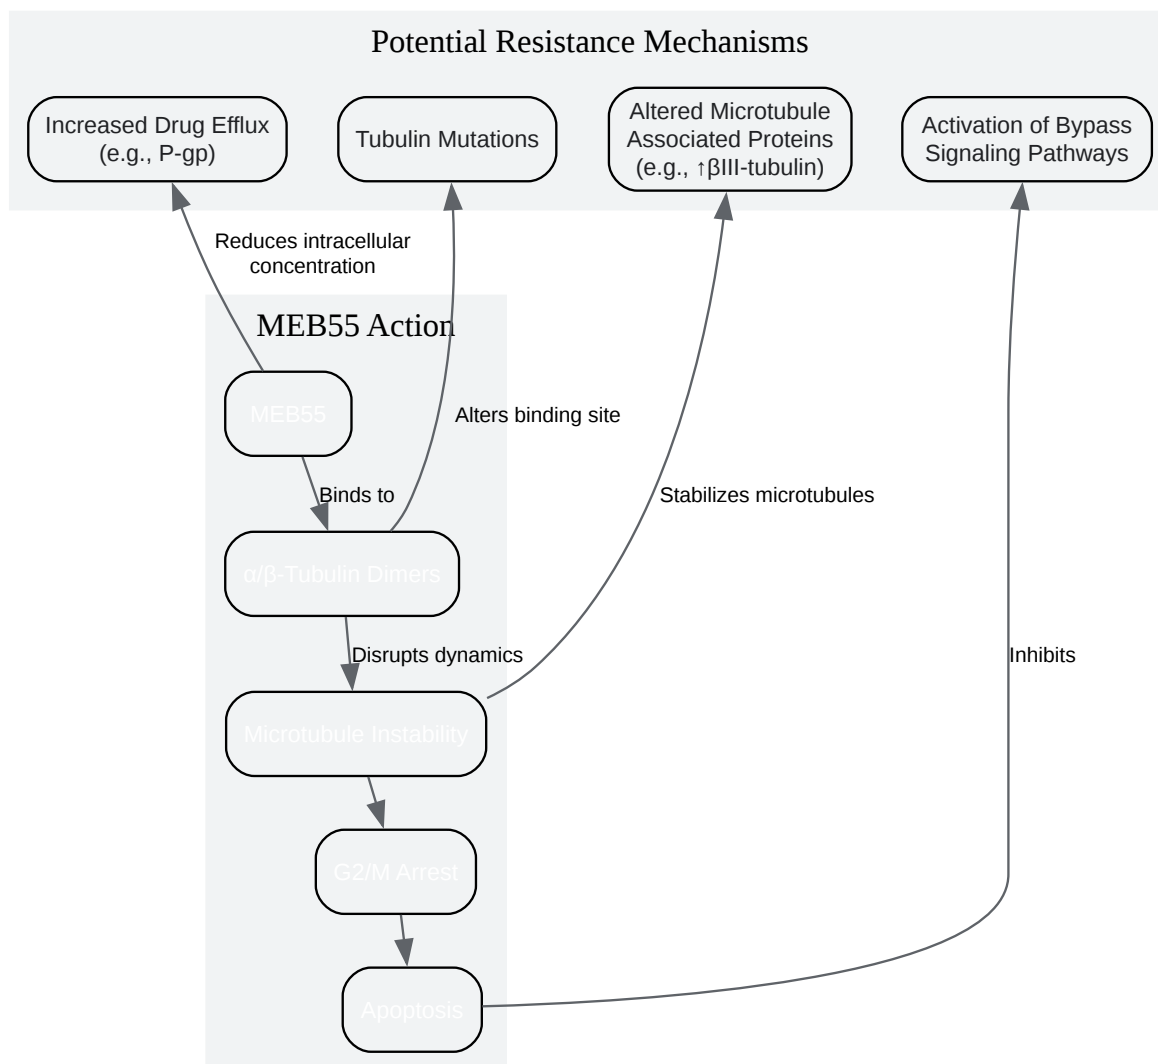 Potential Resistance Mechanisms
Increased Drug Efflux
(e.g., P-gp)
Tubulin Mutations
Altered Microtubule
Associated Proteins
(e.g., ↑βIII-tubulin)
Activation of Bypass
Signaling Pathways
Reduces intracellular
concentration
MEB55 Action
MEB55
Alters binding site
Binds to
Stabilizes microtubules
α/β-Tubulin Dimers
Disrupts dynamics
Inhibits
Microtubule Instability
G2/M Arrest
Apoptosis